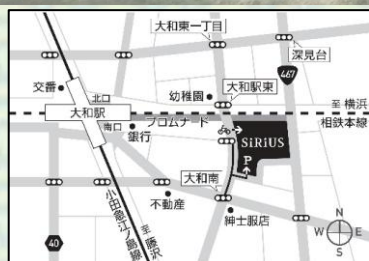 大和東一丁目
深見台
467
交番
北口
幼稚園
大和駅東
至横浜
大和駅
プロムナード
相鉄本線
南口
銀行
SiRiUS
P
大和南
不動産
小田急江ノ島線
至藤沢
紳士服店
40
N
W
E
S